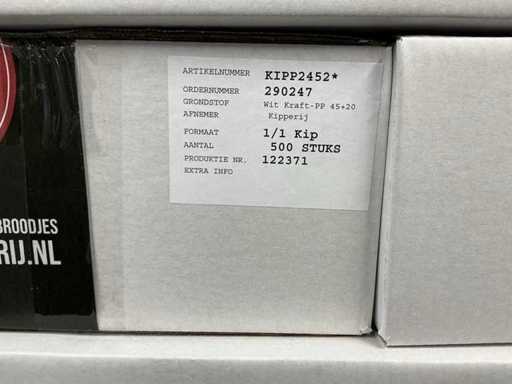 ARTIKELNUMMER KIPP2452*
ORDERNUMMER 290247
GRONDSTOF Wit Kraft-PP 45+20
AFNEMER Kipperij
FORMAAT 1/1 Kip
AANTAL 500 STUKS
PRODUKTIE NR. 122371
EXTRA INFO
BROODJES
RIJ.NL